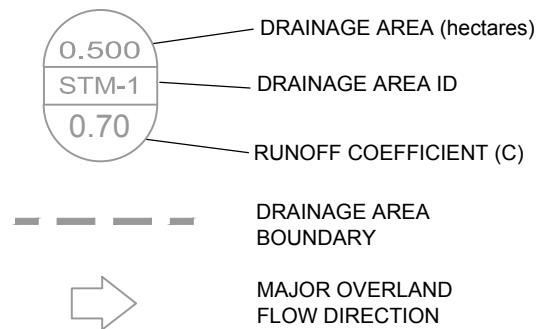 0.500
STM-1
0.70
DRAINAGE AREA (hectares)
DRAINAGE AREA ID
RUNOFF COEFFICIENT (C)
DRAINAGE AREA
BOUNDARY
MAJOR OVERLAND
FLOW DIRECTION